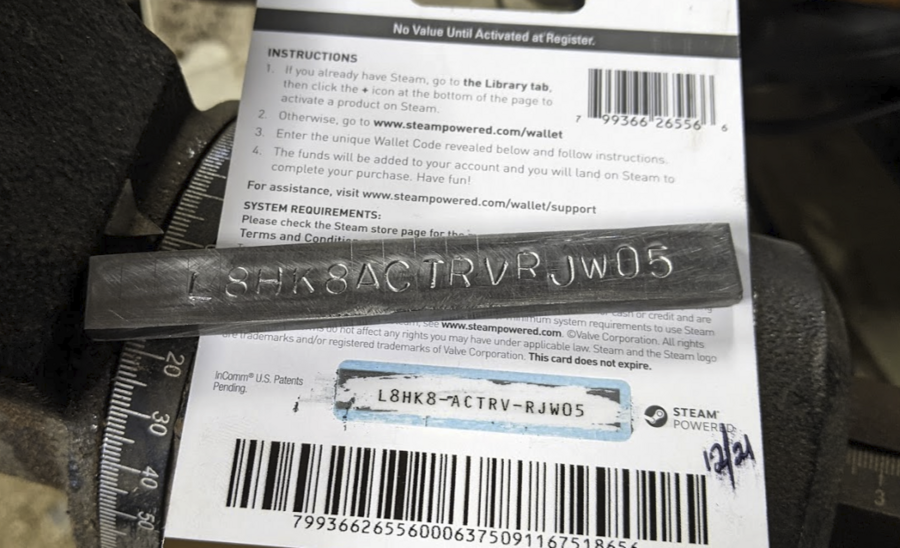 No Value Until Activated at Register.
INSTRUCTIONS
1. If you already have Steam, go to the Library tab,
then click the + icon at the bottom of the page to
activate a product on Steam.
2. Otherwise, go to www.steampowered.com/wallet
3. Enter the unique Wallet Code revealed below and follow instructions.
4. The funds will be added to your account and you will land on Steam to
complete your purchase. Have fun!
For assistance, visit www.steampowered.com/wallet/support
7 99366 26556 6
SYSTEM REQUIREMENTS:
Please check the Steam store page for the
Terms and
L8HK8ACTRVRJW05
cash or credit and are
minimum system requirements to use Steam
see www.steampowered.com. ©Valve Corporation. All rights
do not affect any rights you may have under applicable law. Steam and the Steam logo
are trademarks and/or registered trademarks of Valve Corporation. This card does not expire.
InComm® U.S. Patents
Pending.
L8HK8-ACTRV-RJW05
STEAM
POWERED
12/21
799366265560006375091167518656
20
30
40
50
3